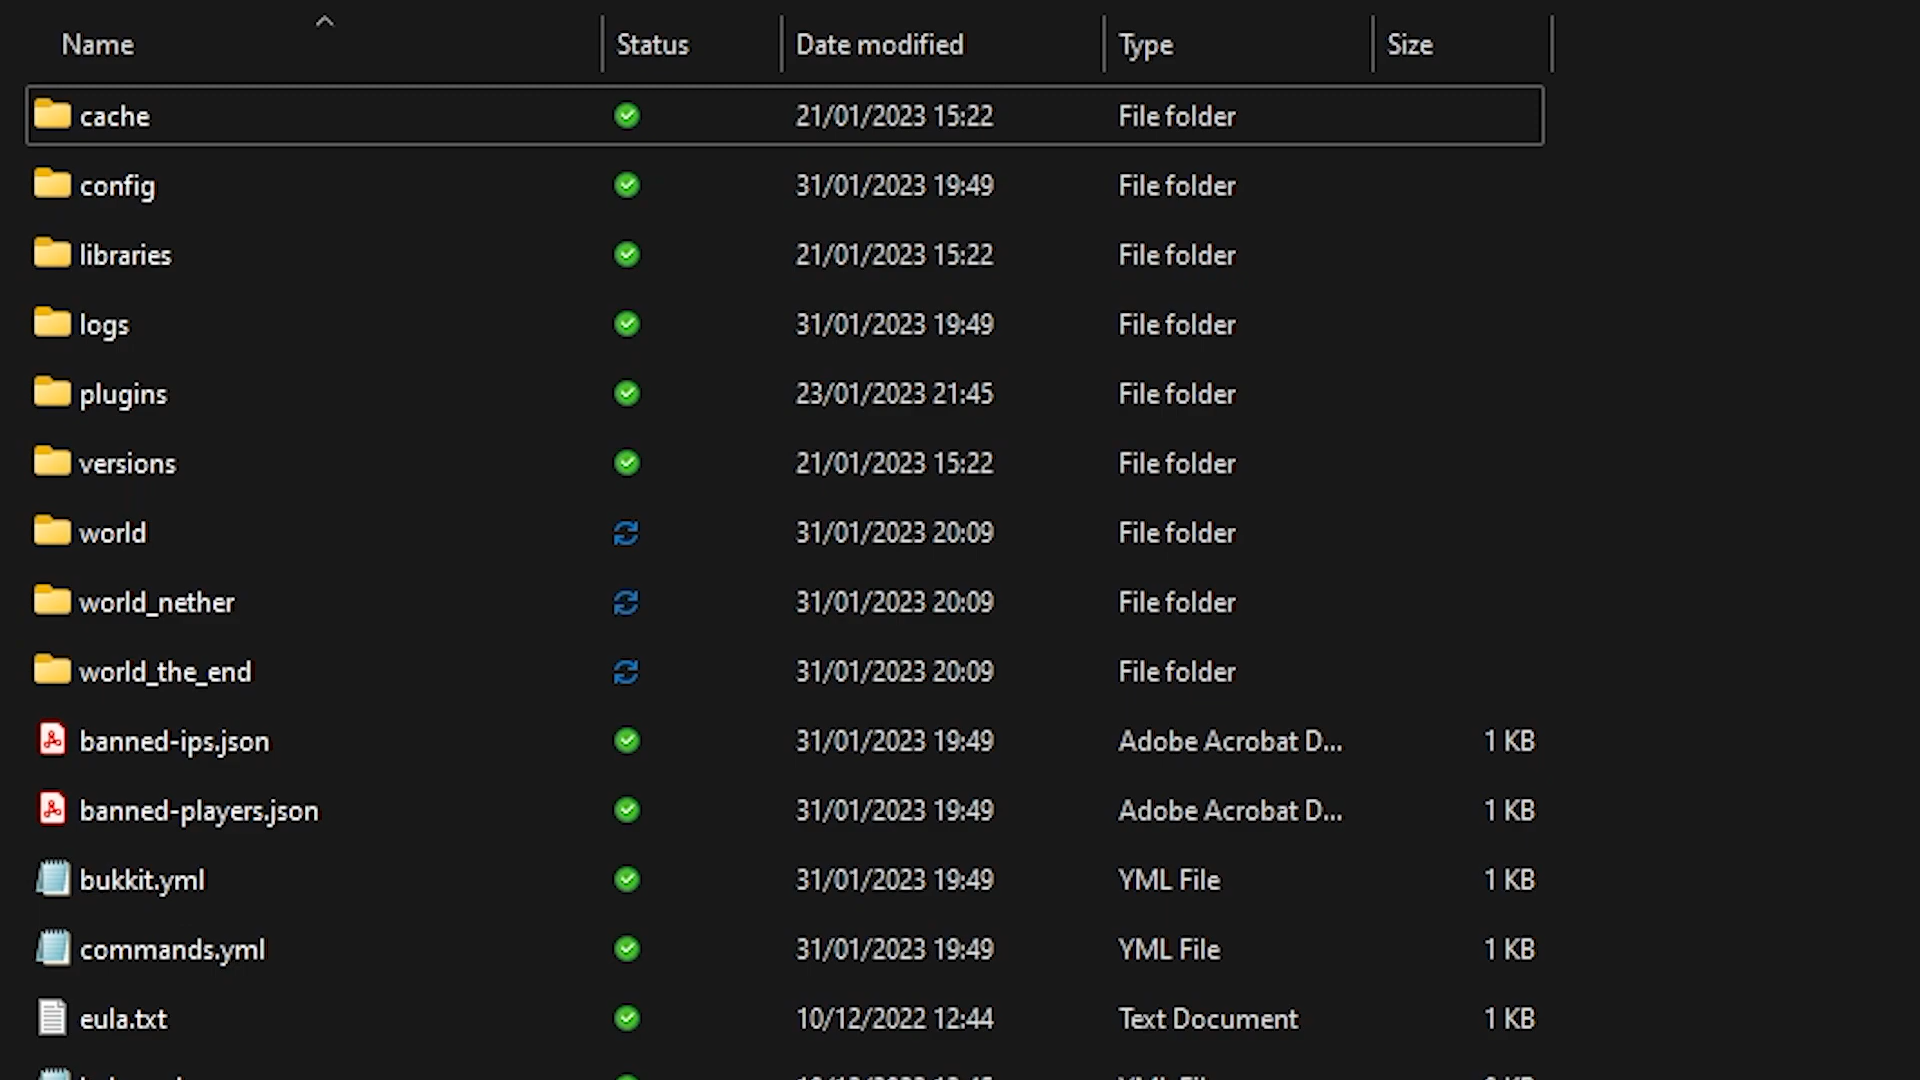 Name Status Date modified Type Size
cache 21/01/2023 15:22 File folder
config 31/01/2023 19:49 File folder
libraries 21/01/2023 15:22 File folder
logs 31/01/2023 19:49 File folder
plugins 23/01/2023 21:45 File folder
versions 21/01/2023 15:22 File folder
world 31/01/2023 20:09 File folder
world_nether 31/01/2023 20:09 File folder
world_the_end 31/01/2023 20:09 File folder
banned-ips.json 31/01/2023 19:49 Adobe Acrobat D... 1 KB
banned-players.json 31/01/2023 19:49 Adobe Acrobat D... 1 KB
bukkit.yml 31/01/2023 19:49 YML File 1 KB
commands.yml 31/01/2023 19:49 YML File 1 KB
eula.txt 10/12/2022 12:44 Text Document 1 KB